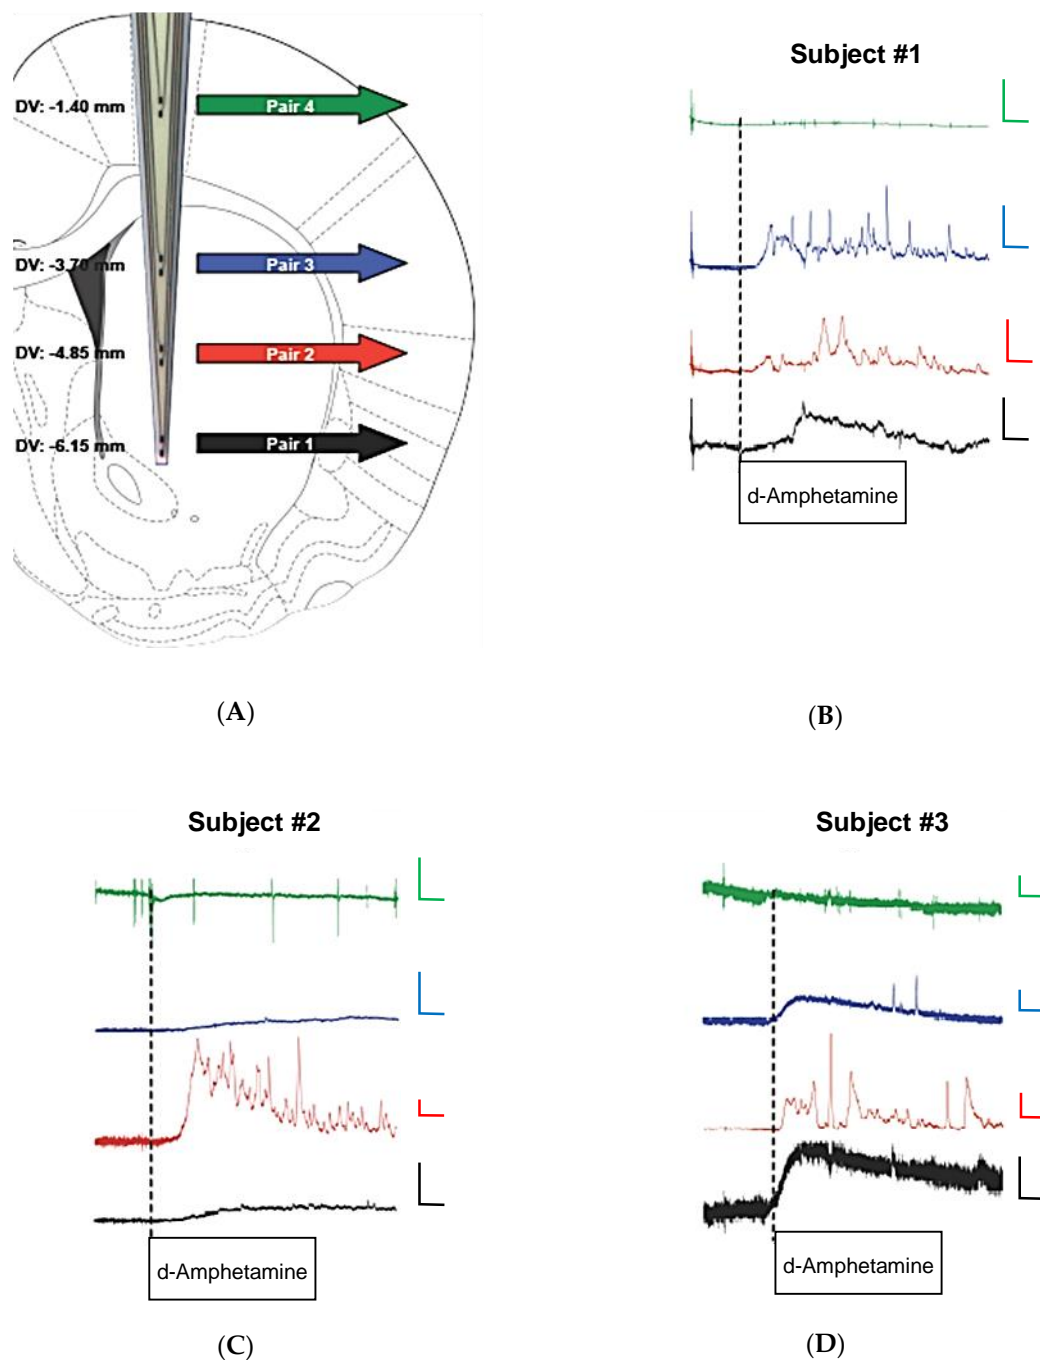 DV: -1.40 mm
Pair 4
DV: -3.70 mm
Pair 3
DV: -4.85 mm
Pair 2
DV: -6.15 mm
Pair 1
(A)
Subject #1
d-Amphetamine
(B)
Subject #2
d-Amphetamine
(C)
Subject #3
d-Amphetamine
(D)